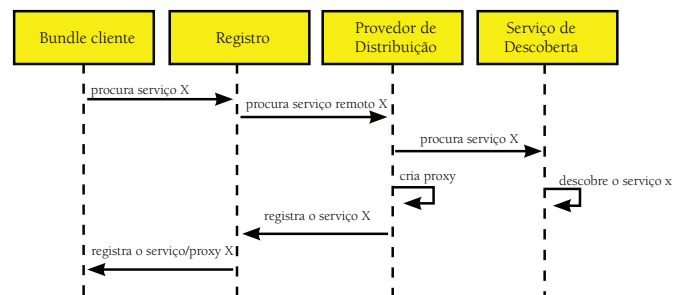 Bundle cliente
Registro
Provedor de
Distribuição
Serviço de
Descoberta
procura serviço X
procura serviço remoto X
procura serviço X
cria proxy
descobre o serviço x
registra o serviço X
registra o serviço/proxy X